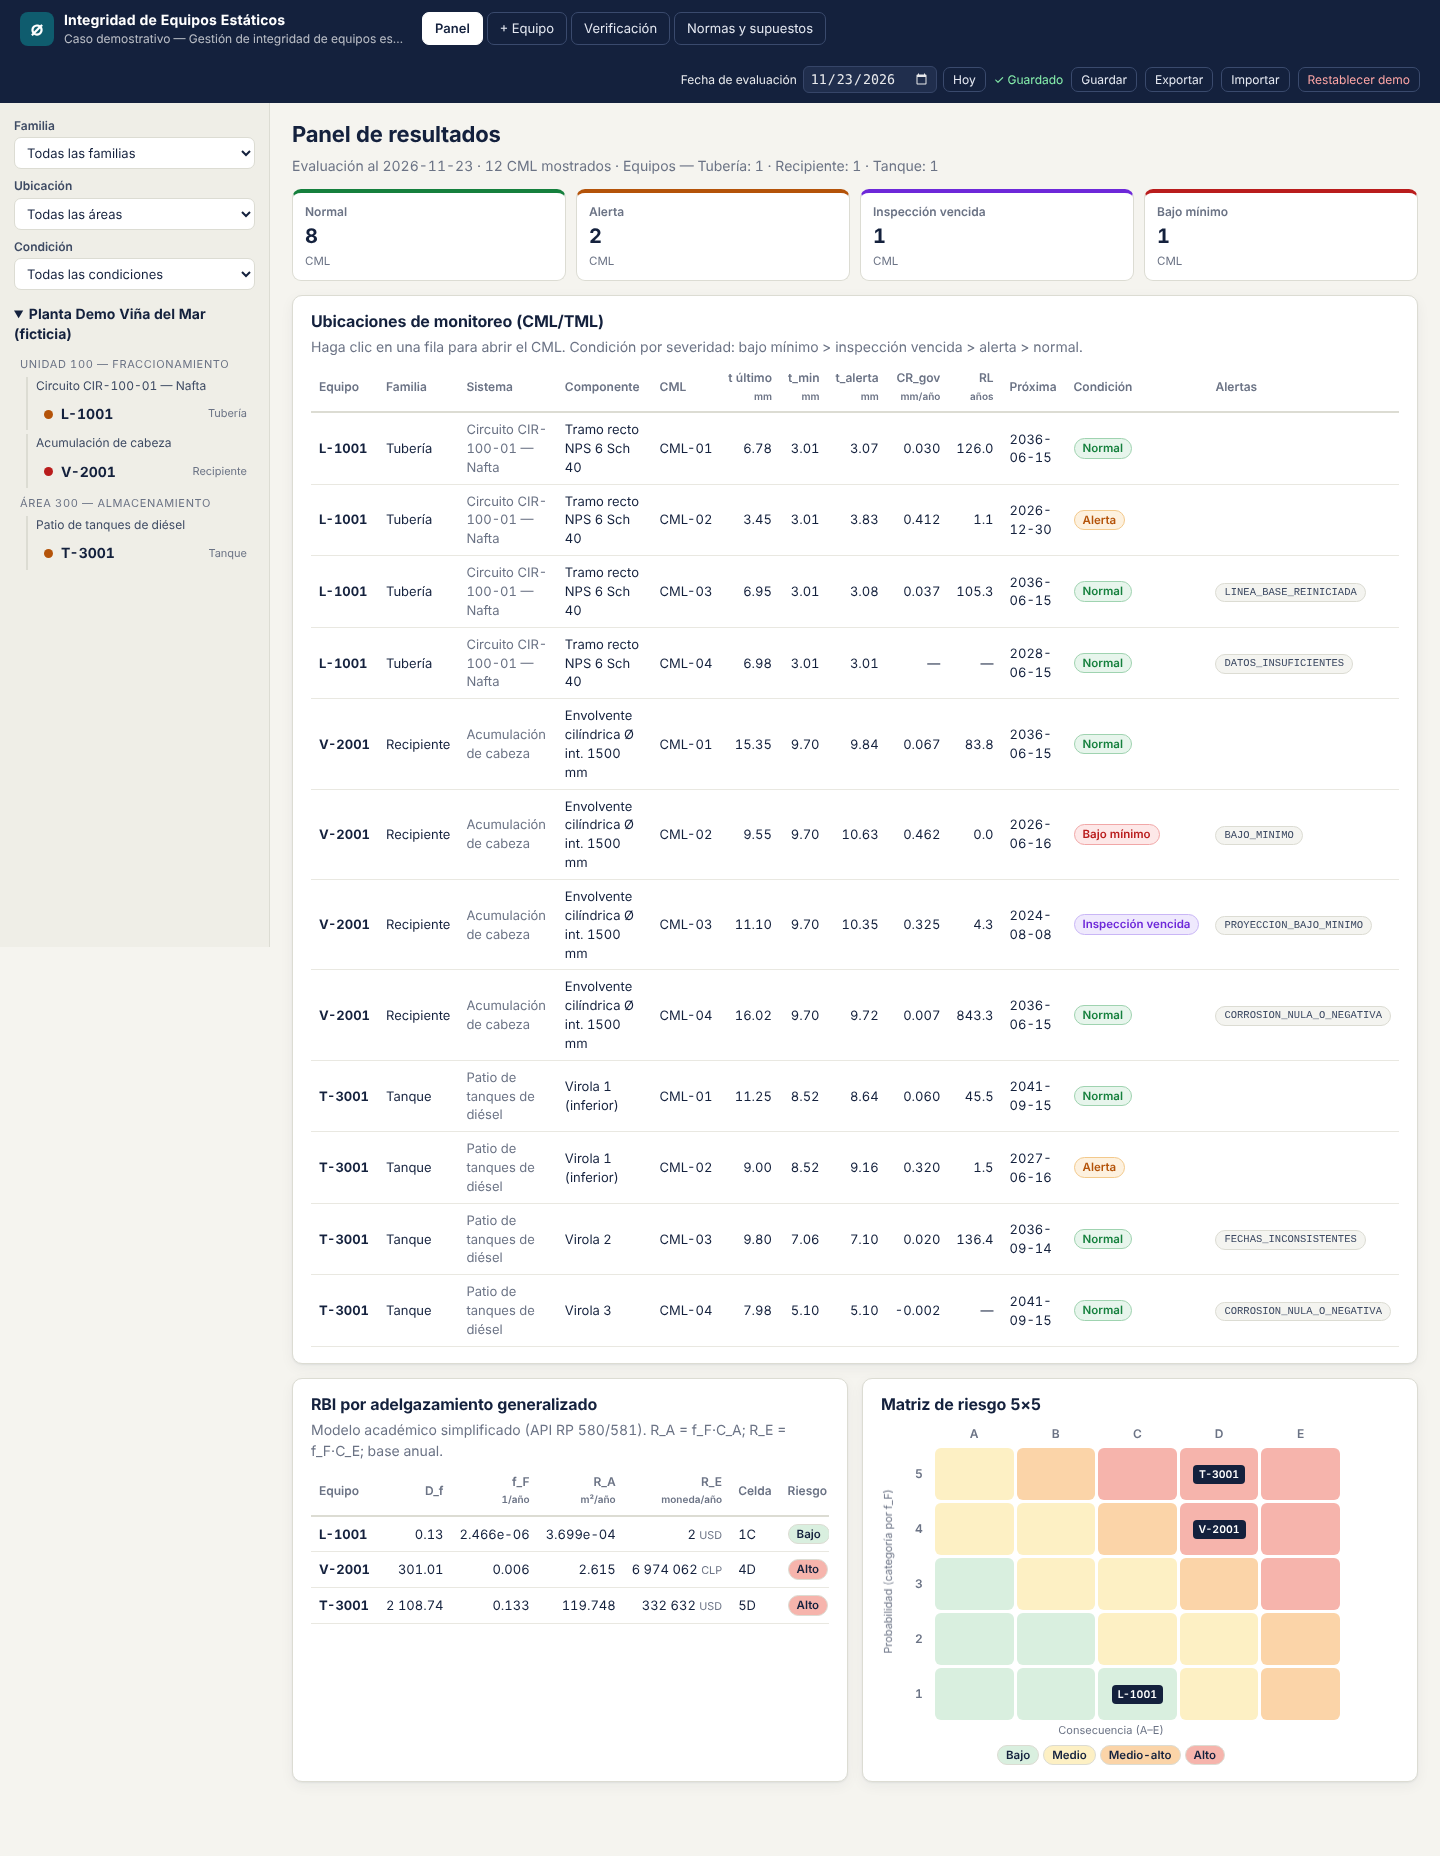 Integridad de Equipos Estáticos
Caso demostrativo — Gestión de integridad de equipos es...
Panel
+ Equipo
Verificación
Normas y supuestos
Fecha de evaluación 11/23/2026 Hoy ✓ Guardado Guardar Exportar Importar Restablecer demo
Familia
Todas las familias
Ubicación
Todas las áreas
Condición
Todas las condiciones
▼ Planta Demo Viña del Mar
(ficticia)
UNIDAD 100 — FRACCIONAMIENTO
Circuito CIR-100-01 — Nafta
L-1001 Tubería
Acumulación de cabeza
V-2001 Recipiente
ÁREA 300 — ALMACENAMIENTO
Patio de tanques de diésel
T-3001 Tanque
Panel de resultados
Evaluación al 2026-11-23 · 12 CML mostrados · Equipos — Tubería: 1 · Recipiente: 1 · Tanque: 1
Normal
8
CML
Alerta
2
CML
Inspección vencida
1
CML
Bajo mínimo
1
CML
Ubicaciones de monitoreo (CML/TML)
Haga clic en una fila para abrir el CML. Condición por severidad: bajo mínimo > inspección vencida > alerta > normal.
Equipo Familia Sistema Componente CML t último mm t_min mm t_alerta mm CR_gov mm/año RL años Próxima Condición Alertas
L-1001 Tubería Circuito CIR-100-01 — Nafta Tramo recto NPS 6 Sch 40 CML-01 6.78 3.01 3.07 0.030 126.0 2036-06-15 Normal
L-1001 Tubería Circuito CIR-100-01 — Nafta Tramo recto NPS 6 Sch 40 CML-02 3.45 3.01 3.83 0.412 1.1 2026-12-30 Alerta
L-1001 Tubería Circuito CIR-100-01 — Nafta Tramo recto NPS 6 Sch 40 CML-03 6.95 3.01 3.08 0.037 105.3 2036-06-15 Normal LINEA_BASE_REINICIADA
L-1001 Tubería Circuito CIR-100-01 — Nafta Tramo recto NPS 6 Sch 40 CML-04 6.98 3.01 3.01 — — 2028-06-15 Normal DATOS_INSUFICIENTES
V-2001 Recipiente Acumulación de cabeza Envolvente cilíndrica Ø int. 1500 mm CML-01 15.35 9.70 9.84 0.067 83.8 2036-06-15 Normal
V-2001 Recipiente Acumulación de cabeza Envolvente cilíndrica Ø int. 1500 mm CML-02 9.55 9.70 10.63 0.462 0.0 2026-06-16 Bajo mínimo BAJO_MINIMO
V-2001 Recipiente Acumulación de cabeza Envolvente cilíndrica Ø int. 1500 mm CML-03 11.10 9.70 10.35 0.325 4.3 2024-08-08 Inspección vencida PROYECCION_BAJO_MINIMO
V-2001 Recipiente Acumulación de cabeza Envolvente cilíndrica Ø int. 1500 mm CML-04 16.02 9.70 9.72 0.007 843.3 2036-06-15 Normal CORROSION_NULA_O_NEGATIVA
T-3001 Tanque Patio de tanques de diésel Virola 1 (inferior) CML-01 11.25 8.52 8.64 0.060 45.5 2041-09-15 Normal
T-3001 Tanque Patio de tanques de diésel Virola 1 (inferior) CML-02 9.00 8.52 9.16 0.320 1.5 2027-06-16 Alerta
T-3001 Tanque Patio de tanques de diésel Virola 2 CML-03 9.80 7.06 7.10 0.020 136.4 2036-09-14 Normal FECHAS_INCONSISTENTES
T-3001 Tanque Patio de tanques de diésel Virola 3 CML-04 7.98 5.10 5.10 -0.002 — 2041-09-15 Normal CORROSION_NULA_O_NEGATIVA
RBI por adelgazamiento generalizado
Modelo académico simplificado (API RP 580/581). R_A = f_F·C_A; R_E =
f_F·C_E; base anual.
Equipo D_f f_F 1/año R_A m²/año R_E moneda/año Celda Riesgo
L-1001 0.13 2.466e-06 3.699e-04 2 USD 1C Bajo
V-2001 301.01 0.006 2.615 6 974 062 CLP 4D Alto
T-3001 2 108.74 0.133 119.748 332 632 USD 5D Alto
Matriz de riesgo 5×5
A B C D E
Probabilidad (categoría por f_F)
5 T-3001
4 V-2001
3
2
1 L-1001
Consecuencia (A–E)
Bajo Medio Medio-alto Alto